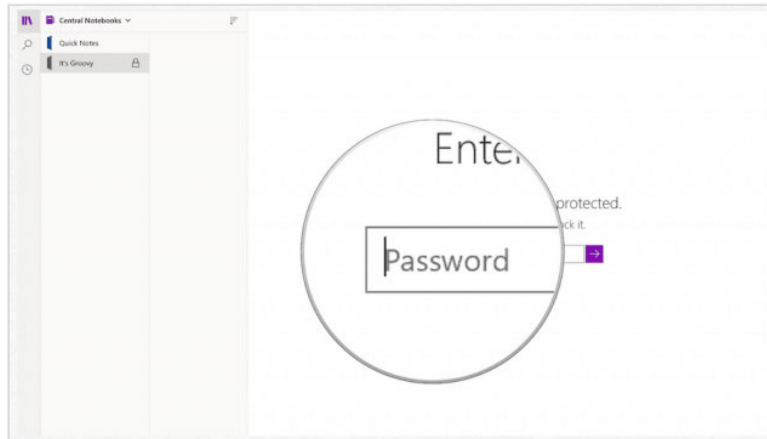 Central Notebooks
Quick Notes
It's Groovy
Ente
protected.
ck it.
Password